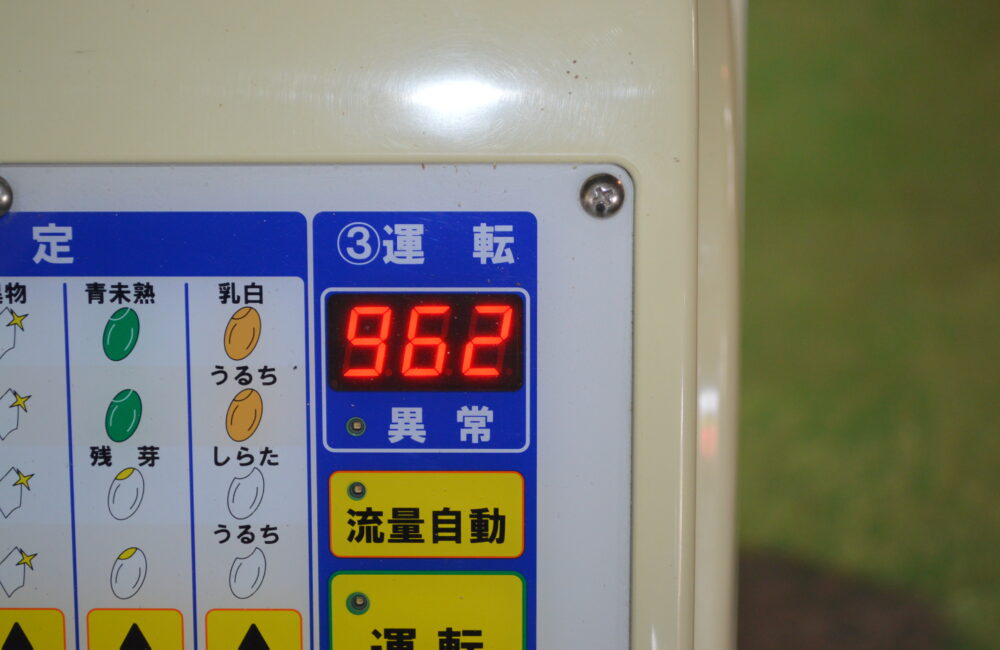 定
③運 転
物
青未熟
乳白
962
うるち
異 常
残 芽
しらた
流量自動
うるち
運転